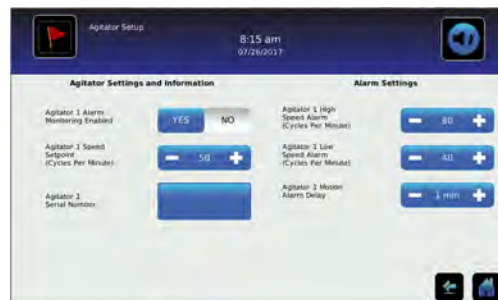 Agitator Setup
8:15 am
07/26/2017
Agitator Settings and Information
Alarm Settings
Agitator 1 Alarm
Monitoring Enabled
YES
NO
Agitator 1 High
Speed Alarm
(Cycles Per Minute)
80
Agitator 1 Speed
Setpoint
(Cycles Per Minute)
50
Agitator 1 Low
Speed Alarm
(Cycles Per Minute)
40
Agitator 1
Serial Number
Agitator 1 Motion
Alarm Delay
1 min